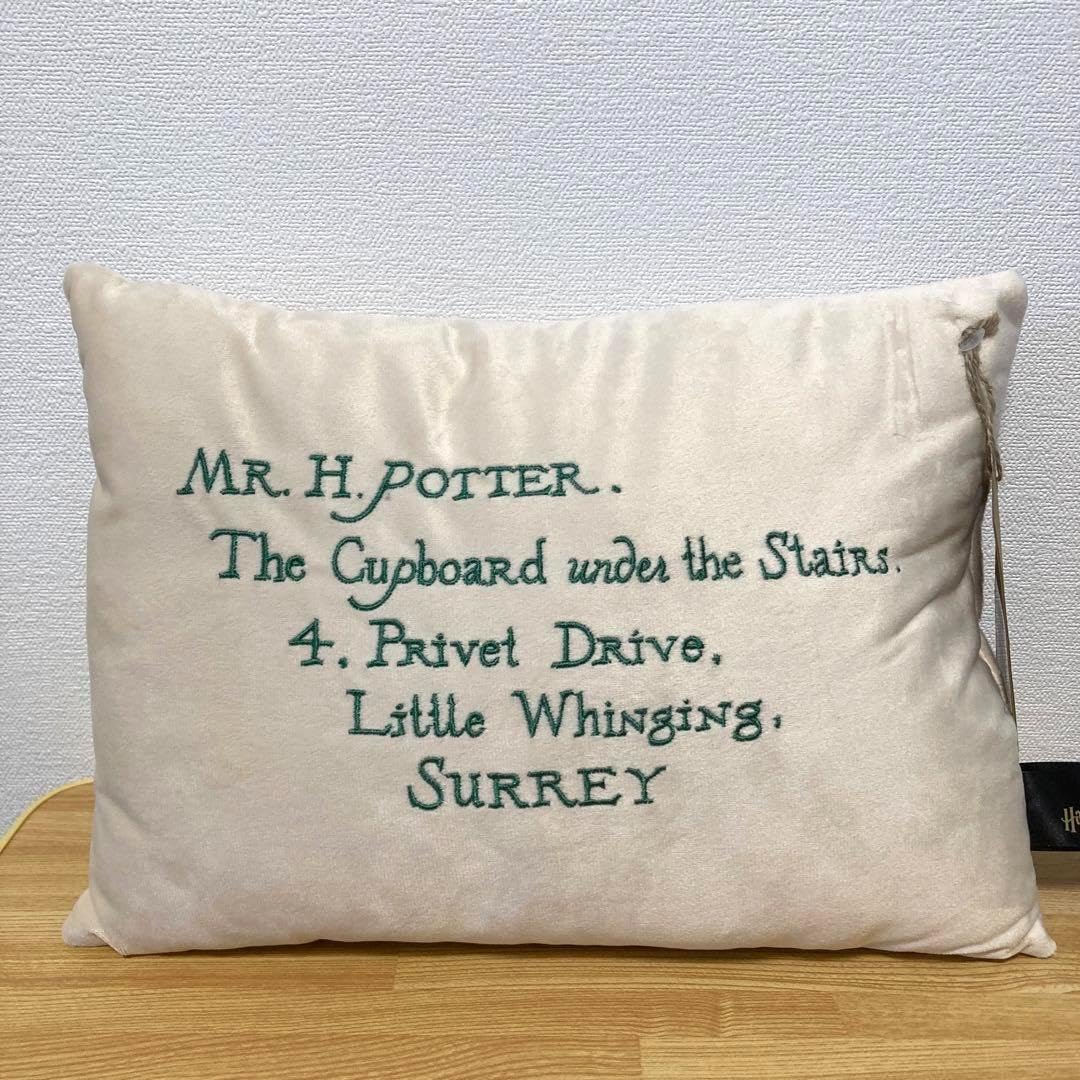 Mr. H. POTTER.
The Cupboard under the Stairs.
4. Privet Drive.
Little Whinging.
SURREY